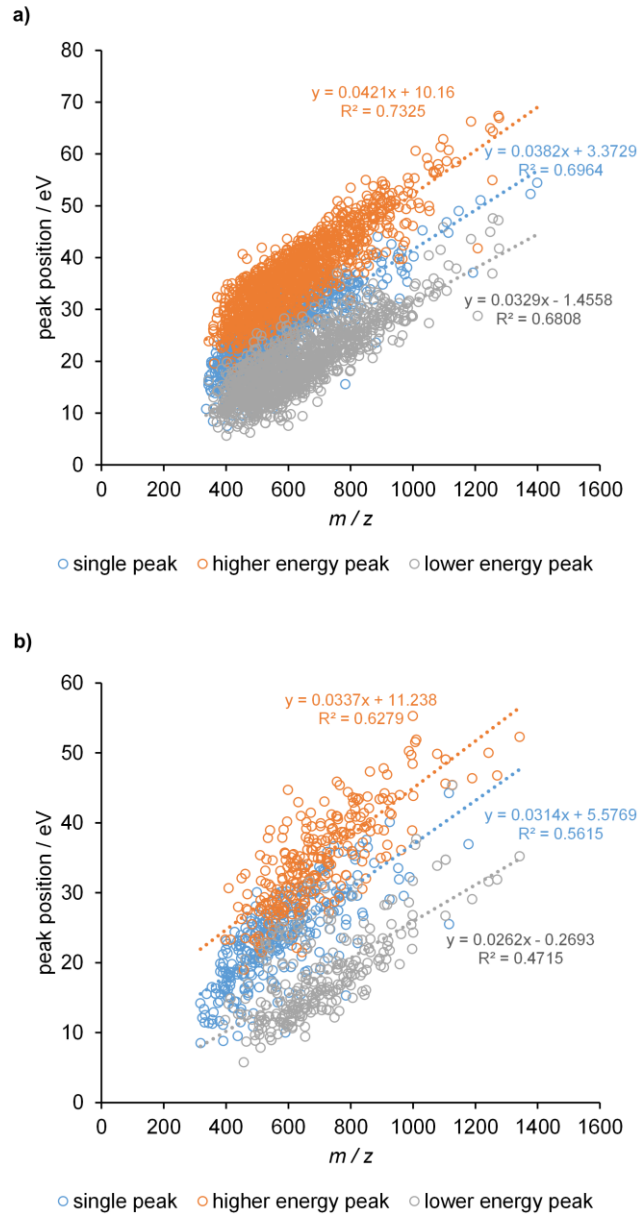 a)
y = 0.0421x + 10.16
R² = 0.7325
y = 0.0382x + 3.3729
R² = 0.6964
y = 0.0329x - 1.4558
R² = 0.6808
peak position / eV
80
70
60
50
40
30
20
10
0
0 200 400 600 800 1000 1200 1400 1600
m / z
single peak higher energy peak lower energy peak
b)
y = 0.0337x + 11.238
R² = 0.6279
y = 0.0314x + 5.5769
R² = 0.5615
y = 0.0262x - 0.2693
R² = 0.4715
peak position / eV
60
50
40
30
20
10
0
0 200 400 600 800 1000 1200 1400 1600
m / z
single peak higher energy peak lower energy peak